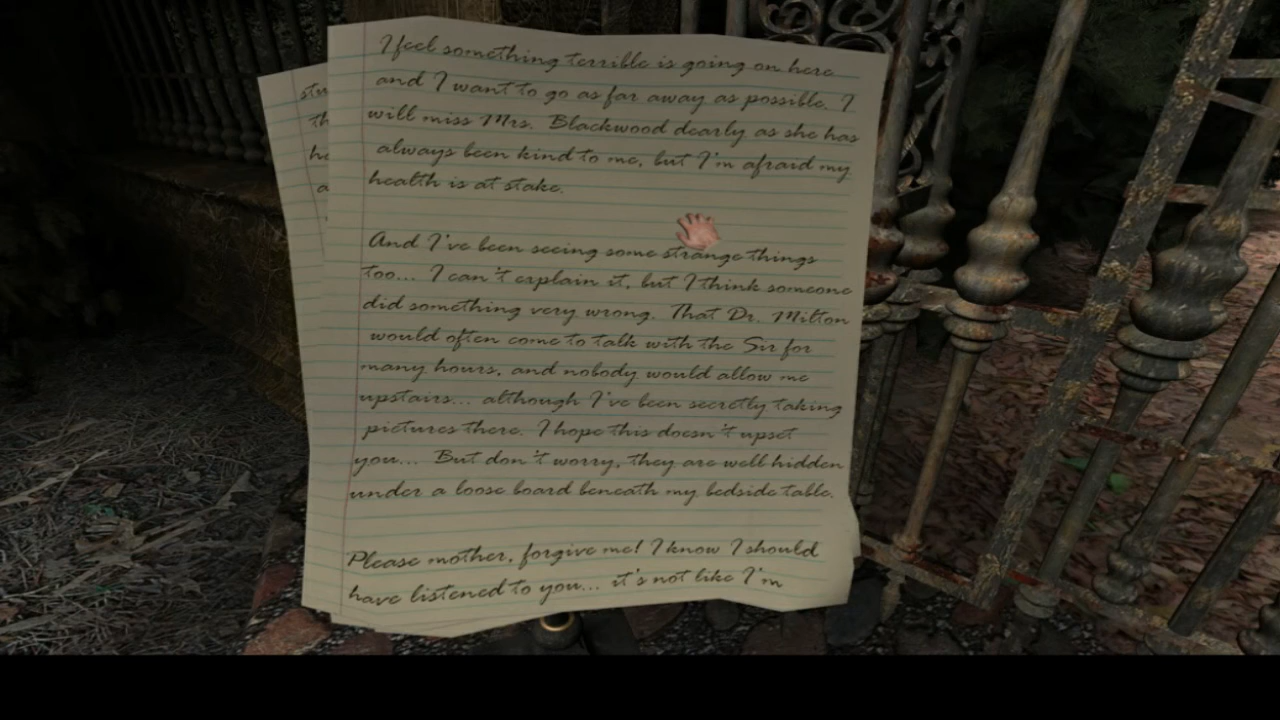 stu
th
ho
a
I feel something terrible is going on here
and I want to go as far away as possible. I
will miss Mrs. Blackwood dearly as she has
always been kind to me, but I'm afraid my
health is at stake.
And I've been seeing some strange things
too... I can't explain it, but I think someone
did something very wrong. That Dr. Milton
would often come to talk with the Sir for
many hours, and nobody would allow me
upstairs... although I've been secretly taking
pictures there. I hope this doesn't upset
you... But don't worry, they are well hidden
under a loose board beneath my bedside table.
Please mother, forgive me! I know I should
have listened to you... it's not like I'm